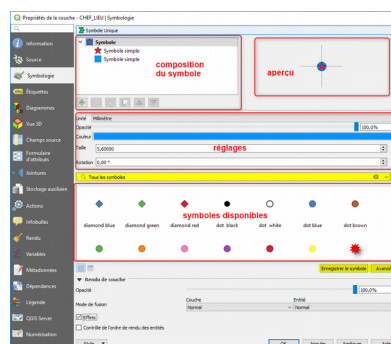 Propriétés de la couche - CHEF_LIEU | Symbologie
Symbole Unique
Information
Source
Symbologie
Étiquettes
Diagrammes
Vue 3D
Champs source
Formulaire d'attributs
Jointures
Stockage auxiliaire
Actions
Infobulles
Rendu
Variables
Métadonnées
Dépendances
Légende
QGIS Server
Numérisation
Symbole
Symbole simple
Symbole simple
composition
du symbole
aperçu
Unité Millimètre
Opacité 100,0%
Couleur
Taille 5,60000
réglages
Rotation 0,00 °
Tous les symboles
symboles disponibles
diamond blue diamond green diamond red dot black dot white dot blue dot brown
Enregistrer le symbole
Rendu de couche
Opacité 100,0%
Couche Entité
Mode de fusion Normal Normal
Effets
Contrôle de l'ordre de rendu des entités
Style OK Annuler Appliquer